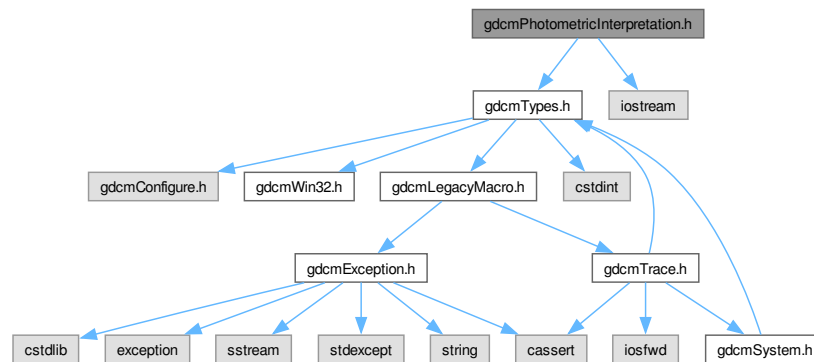 gdcmPhotometricInterpretation.h
gdcmTypes.h
iostream
gdcmConfigure.h
gdcmWin32.h
gdcmLegacyMacro.h
cstdint
gdcmException.h
gdcmTrace.h
cstdlib
exception
sstream
stdexcept
string
cassert
iosfwd
gdcmSystem.h